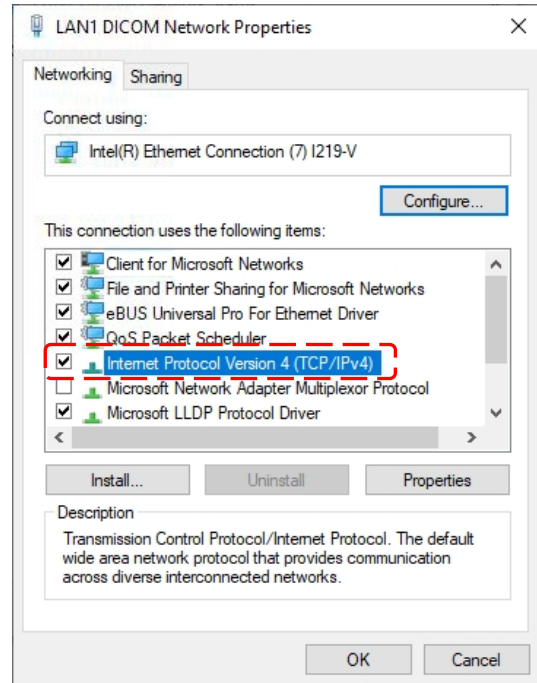 LAN1 DICOM Network Properties
Networking Sharing
Connect using:
Intel(R) Ethernet Connection (7) I219-V
Configure...
This connection uses the following items:
Client for Microsoft Networks
File and Printer Sharing for Microsoft Networks
eBUS Universal Pro For Ethernet Driver
QoS Packet Scheduler
Internet Protocol Version 4 (TCP/IPv4)
Microsoft Network Adapter Multiplexor Protocol
Microsoft LLDP Protocol Driver
Install... Uninstall Properties
Description
Transmission Control Protocol/Internet Protocol. The default
wide area network protocol that provides communication
across diverse interconnected networks.
OK Cancel